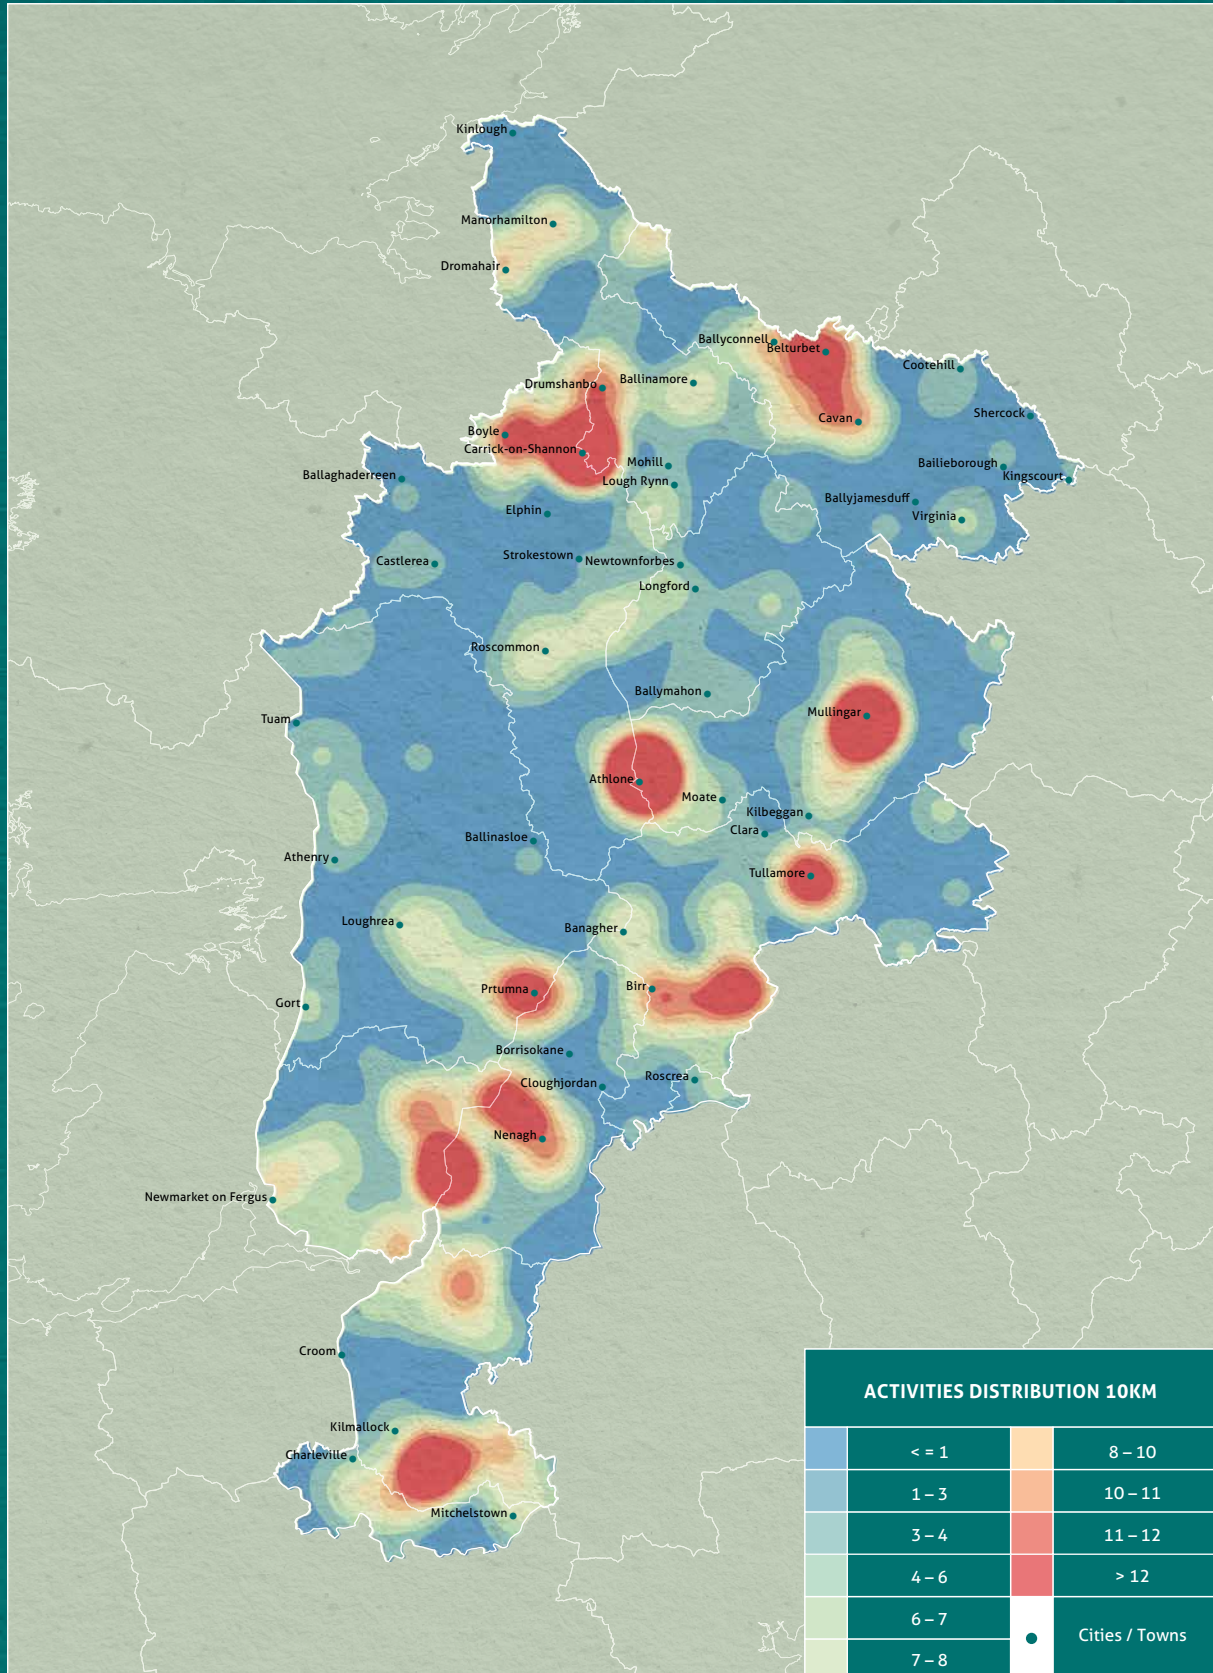 Kinlough
Manorhamilton
Dromahair
Ballyconnell
Belturbet
Cootehill
Drumshanbo
Ballinamore
Shercock
Cavan
Boyle
Carrick-on-Shannon
Mohill
Bailieborough
Ballaghaderreen
Lough Rynn
Kingscourt
Ballyjamesduff
Elphin
Virginia
Strokestown
Newtownforbes
Castlerea
Longford
Roscommon
Ballymahon
Mullingar
Tuam
Athlone
Moate
Kilbeggan
Clara
Ballinasloe
Athenry
Tullamore
Loughrea
Banagher
Birr
Prtumna
Gort
Borrisokane
Roscrea
Cloughjordan
Nenagh
Newmarket on Fergus
Croom
Kilmallock
Charleville
Mitchelstown
ACTIVITIES DISTRIBUTION 10KM
< = 1
8 – 10
1 – 3
10 – 11
3 – 4
11 – 12
4 – 6
> 12
6 – 7
Cities / Towns
7 – 8